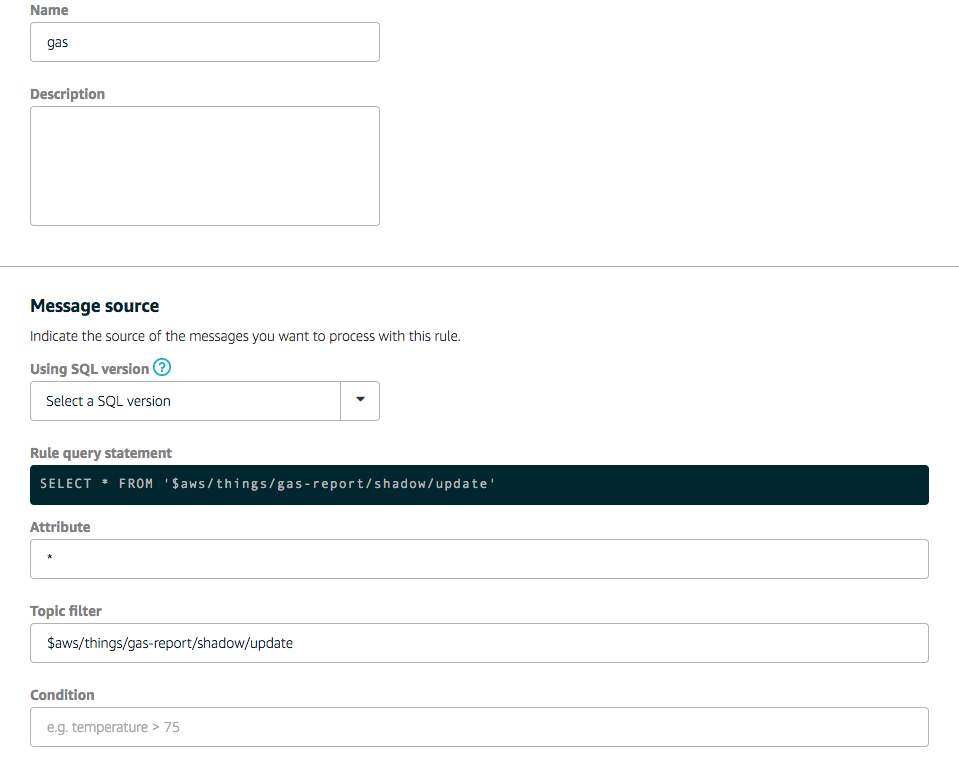 Name
gas
Description
Message source
Indicate the source of the messages you want to process with this rule.
Using SQL version ?
Select a SQL version
Rule query statement
SELECT * FROM '$aws/things/gas-report/shadow/update'
Attribute
*
Topic filter
$aws/things/gas-report/shadow/update
Condition
e.g. temperature > 75